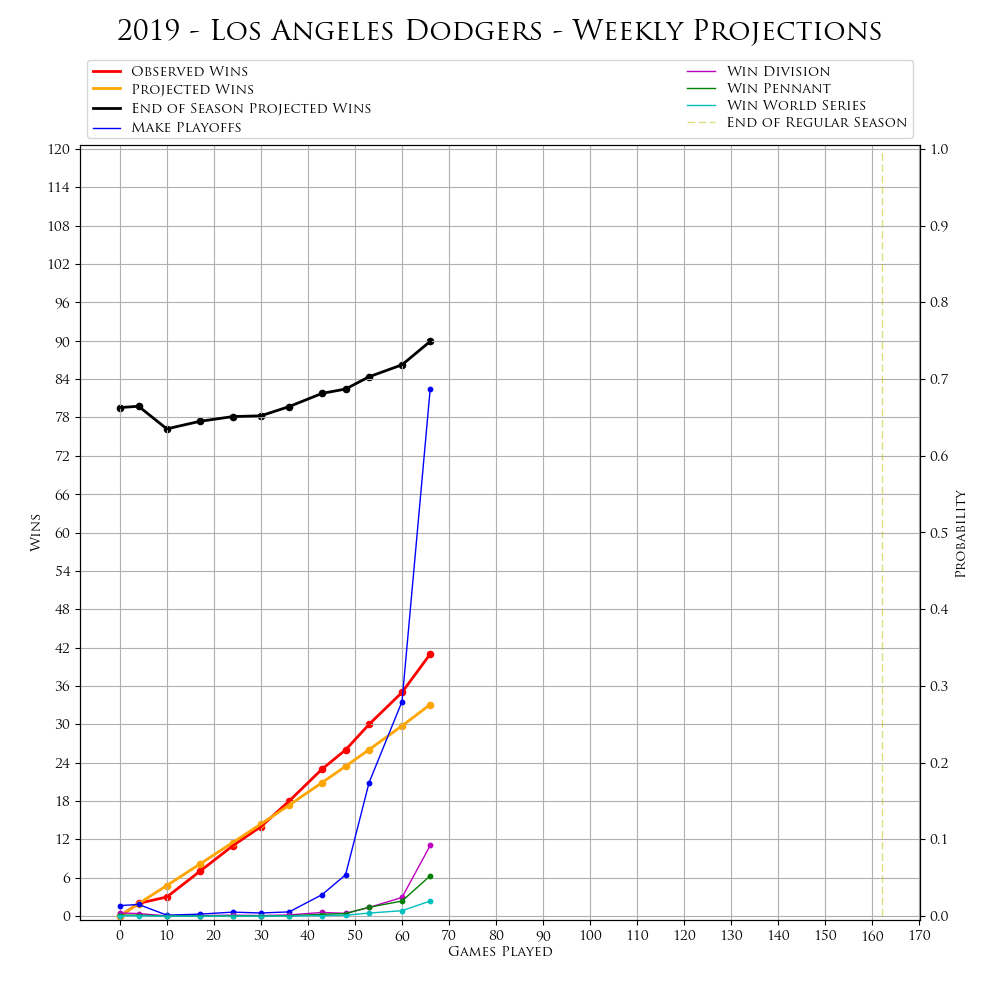 2019 - Los Angeles Dodgers - Weekly Projections
Observed Wins
Projected Wins
End of Season Projected Wins
Make Playoffs
Win Division
Win Pennant
Win World Series
End of Regular Season
120
114
108
102
96
90
84
78
72
66
60
54
48
42
36
30
24
18
12
6
0
Wins
1.0
0.9
0.8
0.7
0.6
0.5
0.4
0.3
0.2
0.1
0.0
Probability
0 10 20 30 40 50 60 70 80 90 100 110 120 130 140 150 160 170
Games Played